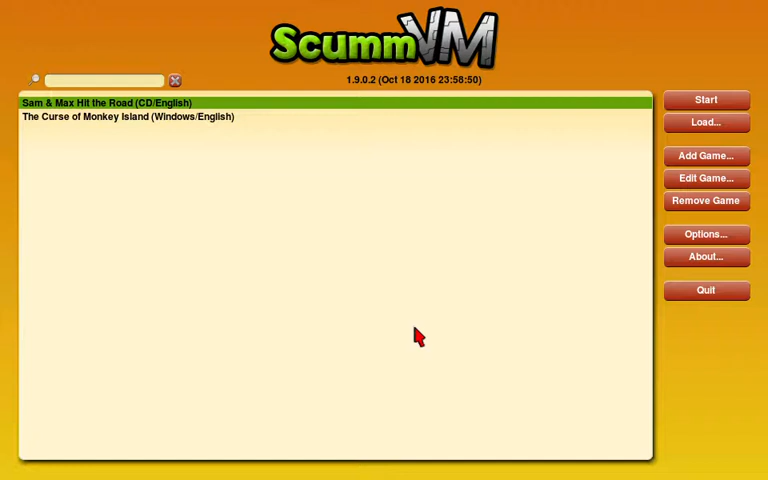 ScummVM
1.9.0.2 (Oct 18 2016 23:58:50)
Sam & Max Hit the Road (CD/English)
The Curse of Monkey Island (Windows/English)
Start
Load...
Add Game...
Edit Game...
Remove Game
Options...
About...
Quit